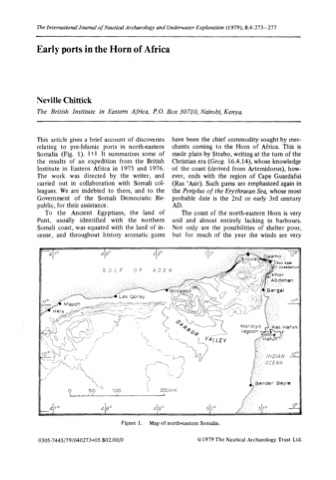 The International Journal of Nautical Archaeology and Underwater Exploration (1979), 8.4: 273-277
Early ports in the Horn of Africa
Neville Chittick
The British Institute in Eastern Africa, P.O. Box 30710, Nairobi, Kenya.
This article gives a brief account of discoveries
relating to pre-Islamic ports in north-eastern
Somalia (Fig. 1). It summarizes some of
the results of an expedition from the British
Institute in Eastern Africa in 1975 and 1976.
The work was directed by the writer, and
carried out in collaboration with Somali col-
leagues. We are indebted to them, and to the
Government of the Somali Democratic Re-
public, for their assistance.
To the Ancient Egyptians, the land of
Punt, usually identified with the northern
Somali coast, was equated with the land of in-
cense, and throughout history aromatic gums
have been the chief commodity sought by mer-
chants coming to the Horn of Africa. This is
made plain by Strabo, writing at the turn of the
Christian era (Geog. 16.4.14), whose knowledge
of the coast (derived from Artemidorus), how-
ever, ends with the region of Cape Guardafui
(Ras 'Asir). Such gums are emphasized again in
the Periplus of the Erythraean Sea, whose most
probable date is the 2nd or early 3rd century
AD.
The coast of the north-eastern Horn is very
arid and almost entirely lacking in harbours.
Not only are the possibilities of shelter poor,
but for much of the year the winds are very
GULF OF ADEN
Khor
Abdahan
Bargal
Las Qoray
Mayat
Heis
DARROR
VALLEY
Hordiyo
lagoon
Ras Hafun
Hafun
INDIAN
OCEAN
Bender Beyla
0 50 100 200km
Figure 1. Map of north-eastern Somalia.
0305-7445/79/040273+05 $02.00/0
©1979 The Nautical Archaeology Trust Ltd.